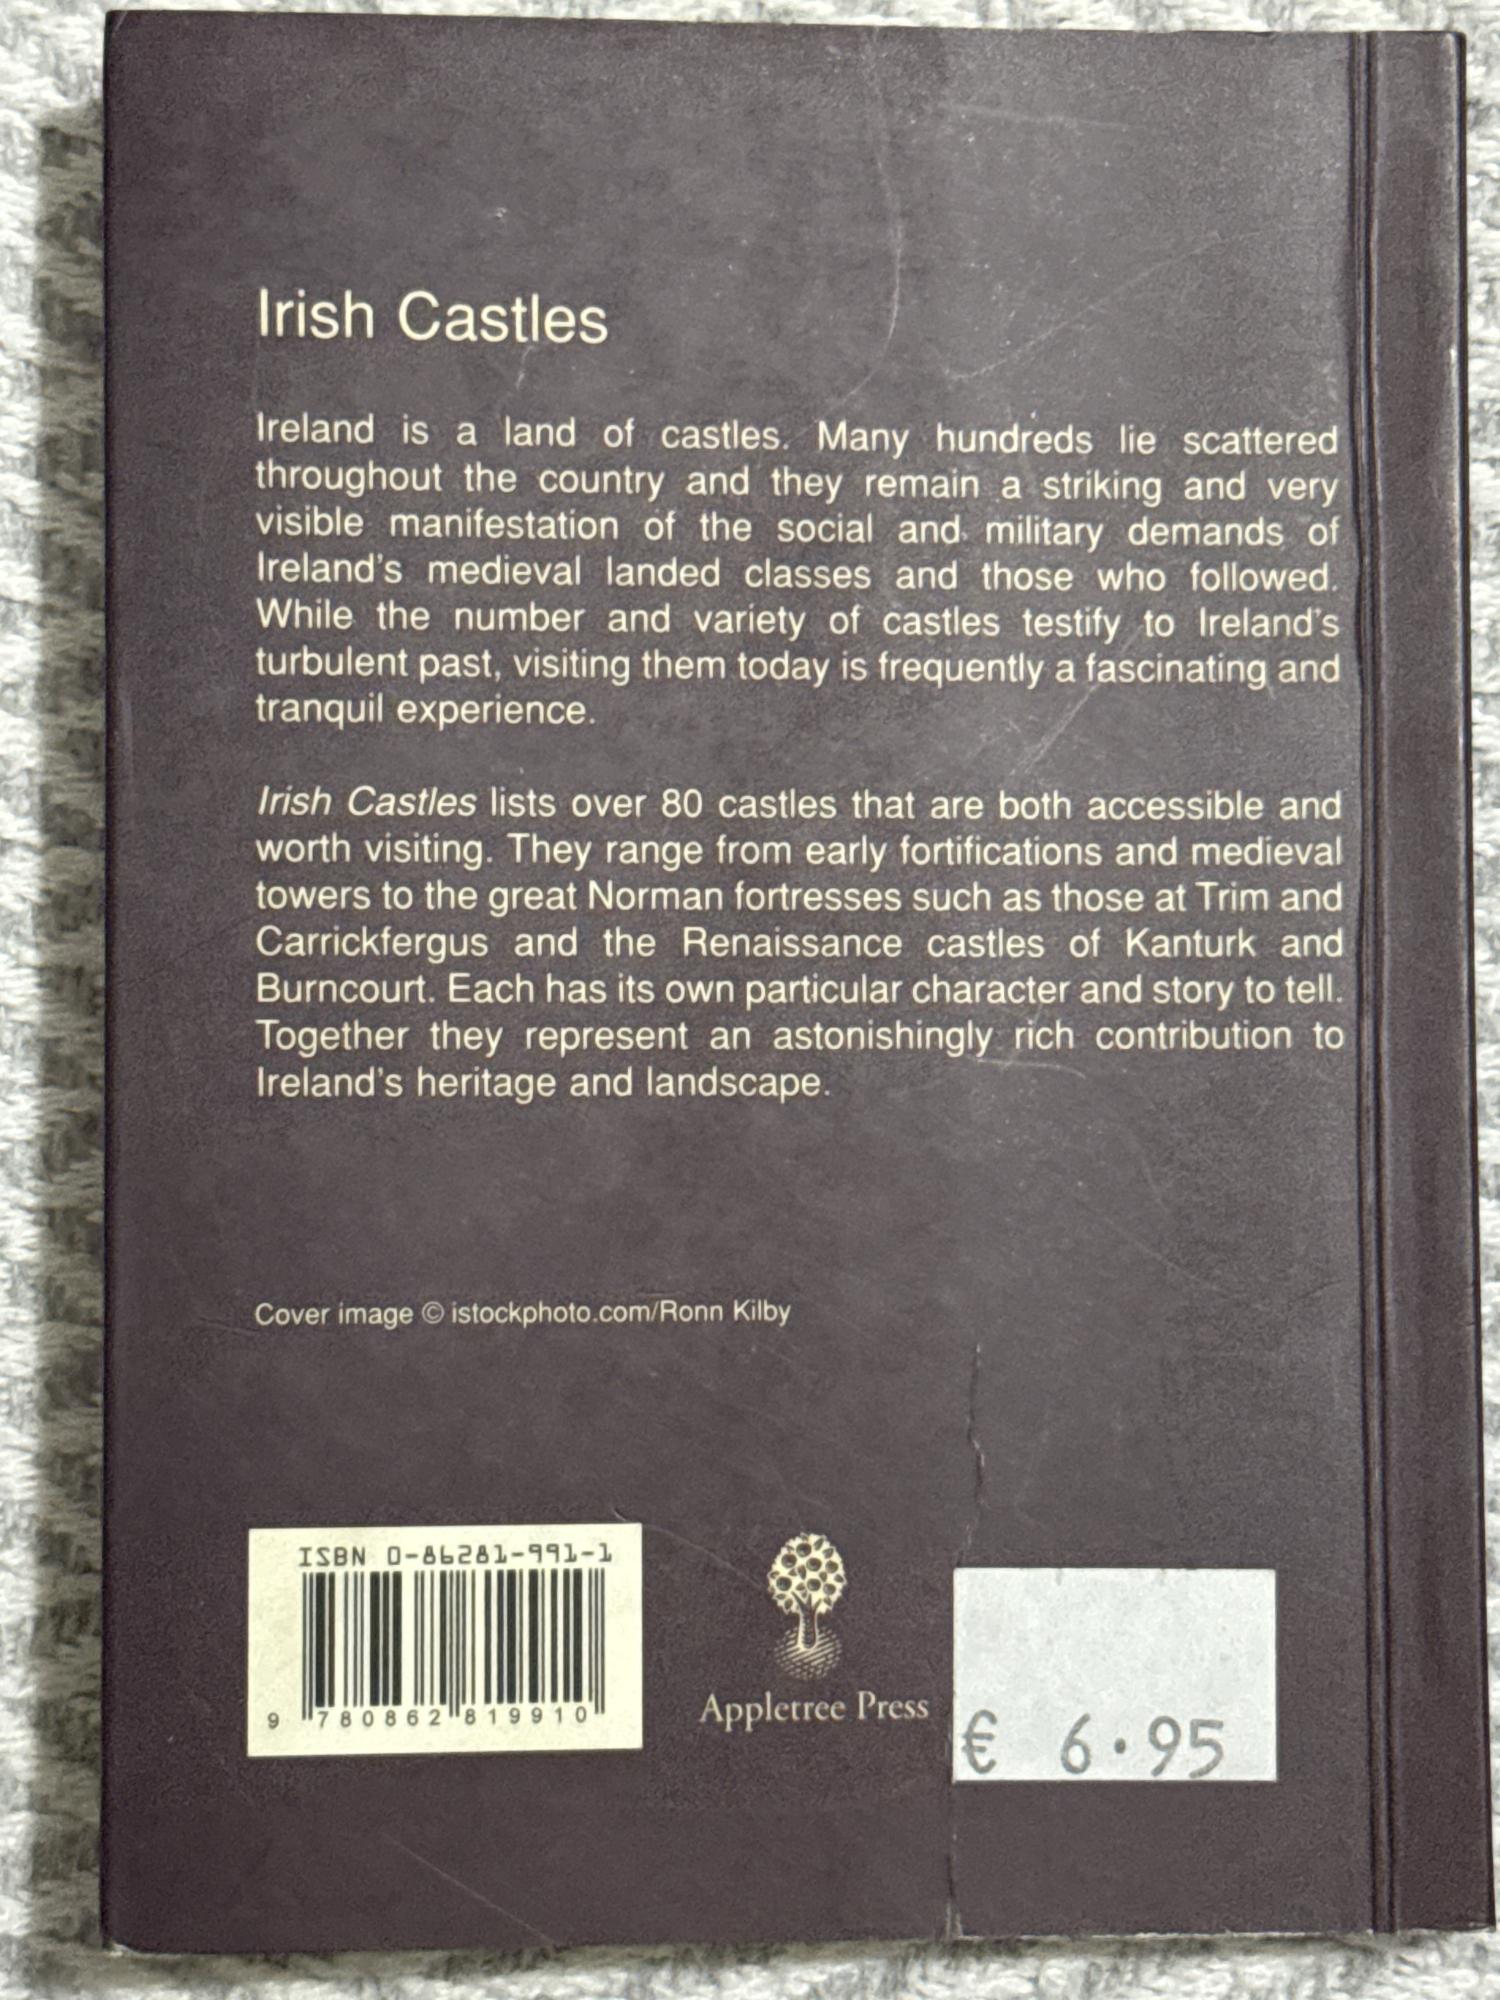 Irish Castles
Ireland is a land of castles. Many hundreds lie scattered
throughout the country and they remain a striking and very
visible manifestation of the social and military demands of
Ireland's medieval landed classes and those who followed.
While the number and variety of castles testify to Ireland's
turbulent past, visiting them today is frequently a fascinating and
tranquil experience.
Irish Castles lists over 80 castles that are both accessible and
worth visiting. They range from early fortifications and medieval
towers to the great Norman fortresses such as those at Trim and
Carrickfergus and the Renaissance castles of Kanturk and
Burncourt. Each has its own particular character and story to tell.
Together they represent an astonishingly rich contribution to
Ireland's heritage and landscape.
Cover image © istockphoto.com/Ronn Kilby
ISBN 0-86281-991-1
9 780862 819910
Appletree Press
€ 6.95